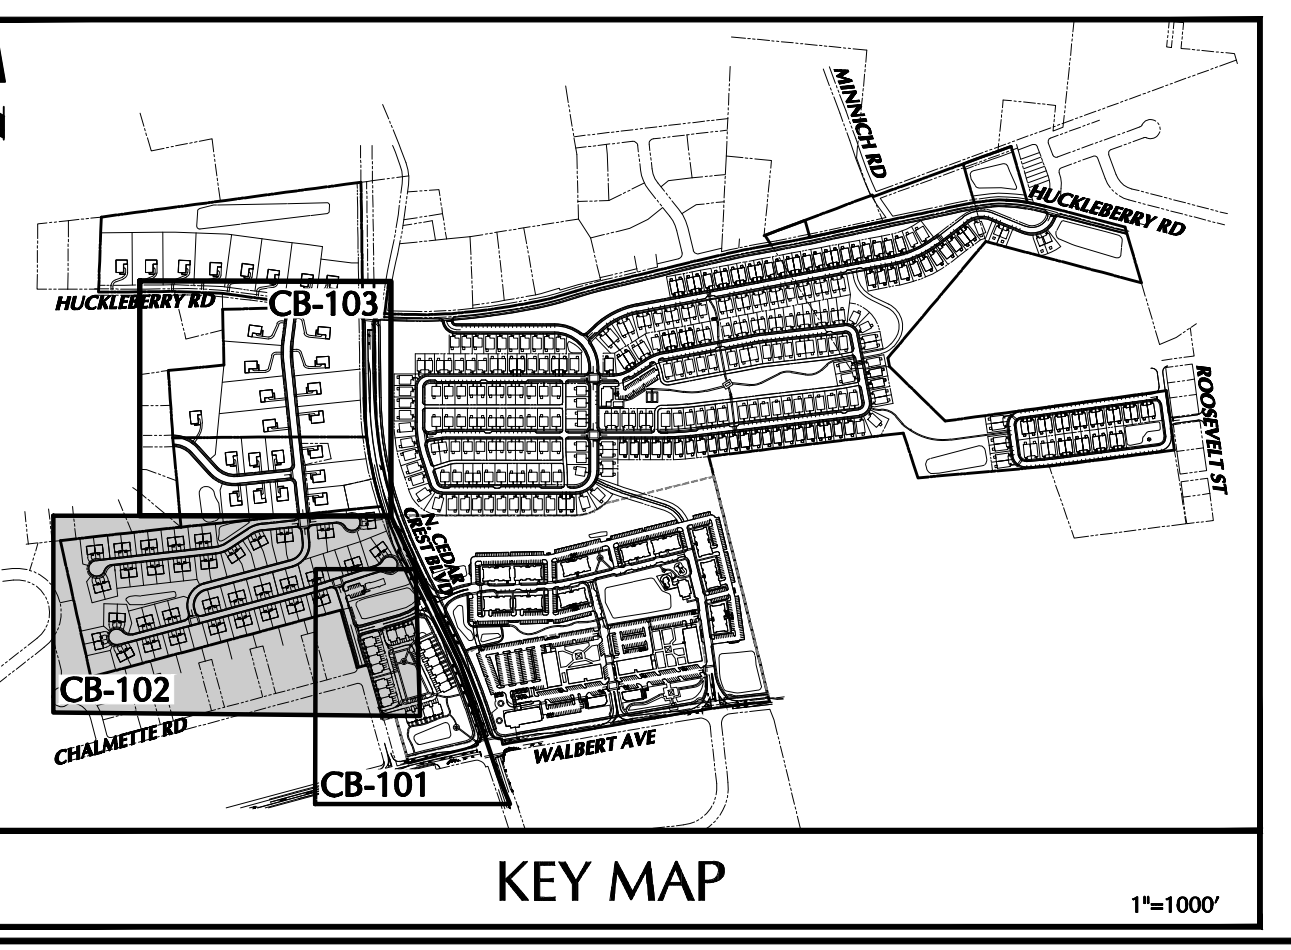 MINNICH RD
HUCKLEBERRY RD
HUCKLEBERRY RD
CB-103
ROOSEVELT ST
N. CEDAR
CREST BLVD
CB-102
CHALMETTE RD
WALBERT AVE
CB-101
KEY MAP
1"=1000'